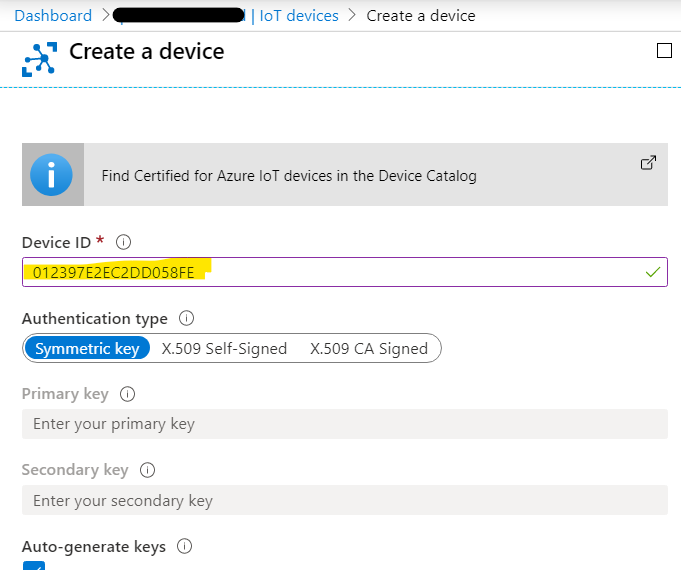 Dashboard > | IoT devices > Create a device
Create a device
Find Certified for Azure IoT devices in the Device Catalog
Device ID *
012397E2EC2DD058FE
Authentication type
Symmetric key X.509 Self-Signed X.509 CA Signed
Primary key
Enter your primary key
Secondary key
Enter your secondary key
Auto-generate keys